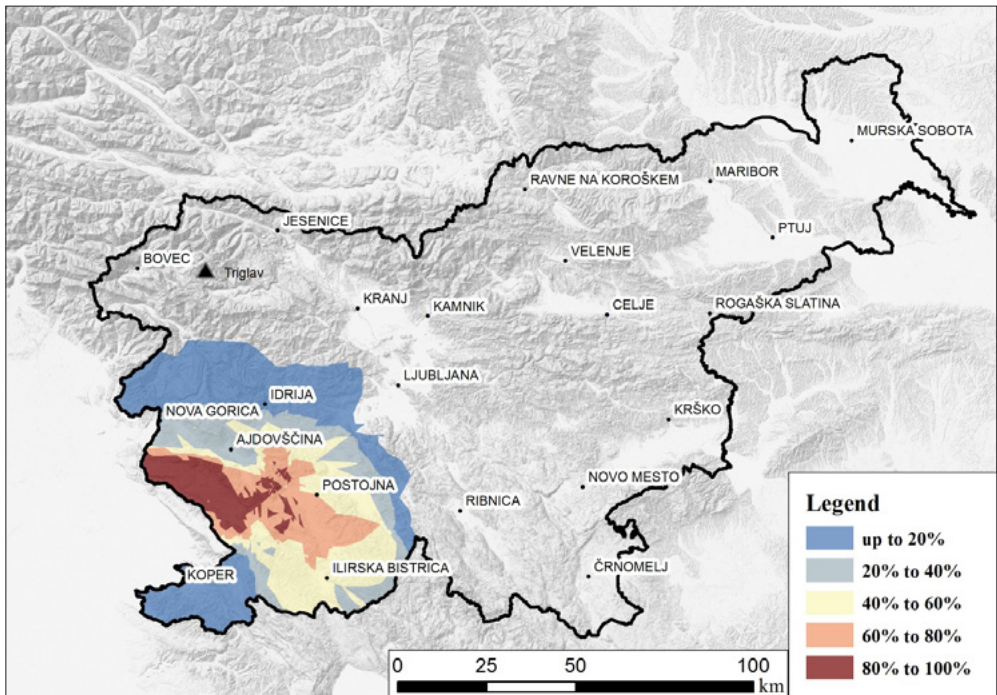 MURSKA SOBOTA
RAVNE NA KOROŠKEM
MARIBOR
JESENICE
PTUJ
BOVEC
Triglav
VELENJE
KRANJ
KAMNIK
CELJE
ROGAŠKA SLATINA
LJUBLJANA
IDRIJA
NOVA GORICA
KRŠKO
AJDOVŠČINA
POSTOJNA
NOVO MESTO
RIBNICA
KOPER
ILIRSKA BISTRICA
ČRNOMELJ
Legend
up to 20%
20% to 40%
40% to 60%
60% to 80%
80% to 100%
0 25 50 100
km